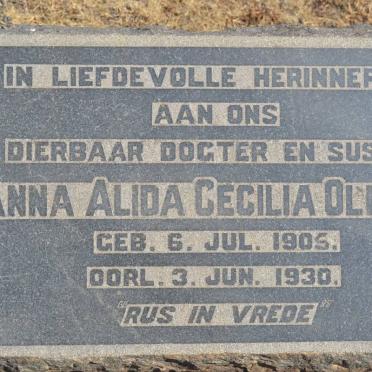 IN LIEFDEVOLLE HERINNER
AAN ONS
DIERBAAR DOGTER EN SUS
ANNA ALIDA CECILIA OL
GEB. 6. JUL. 1905.
OORL. 3. JUN. 1930.
"RUS IN VREDE"